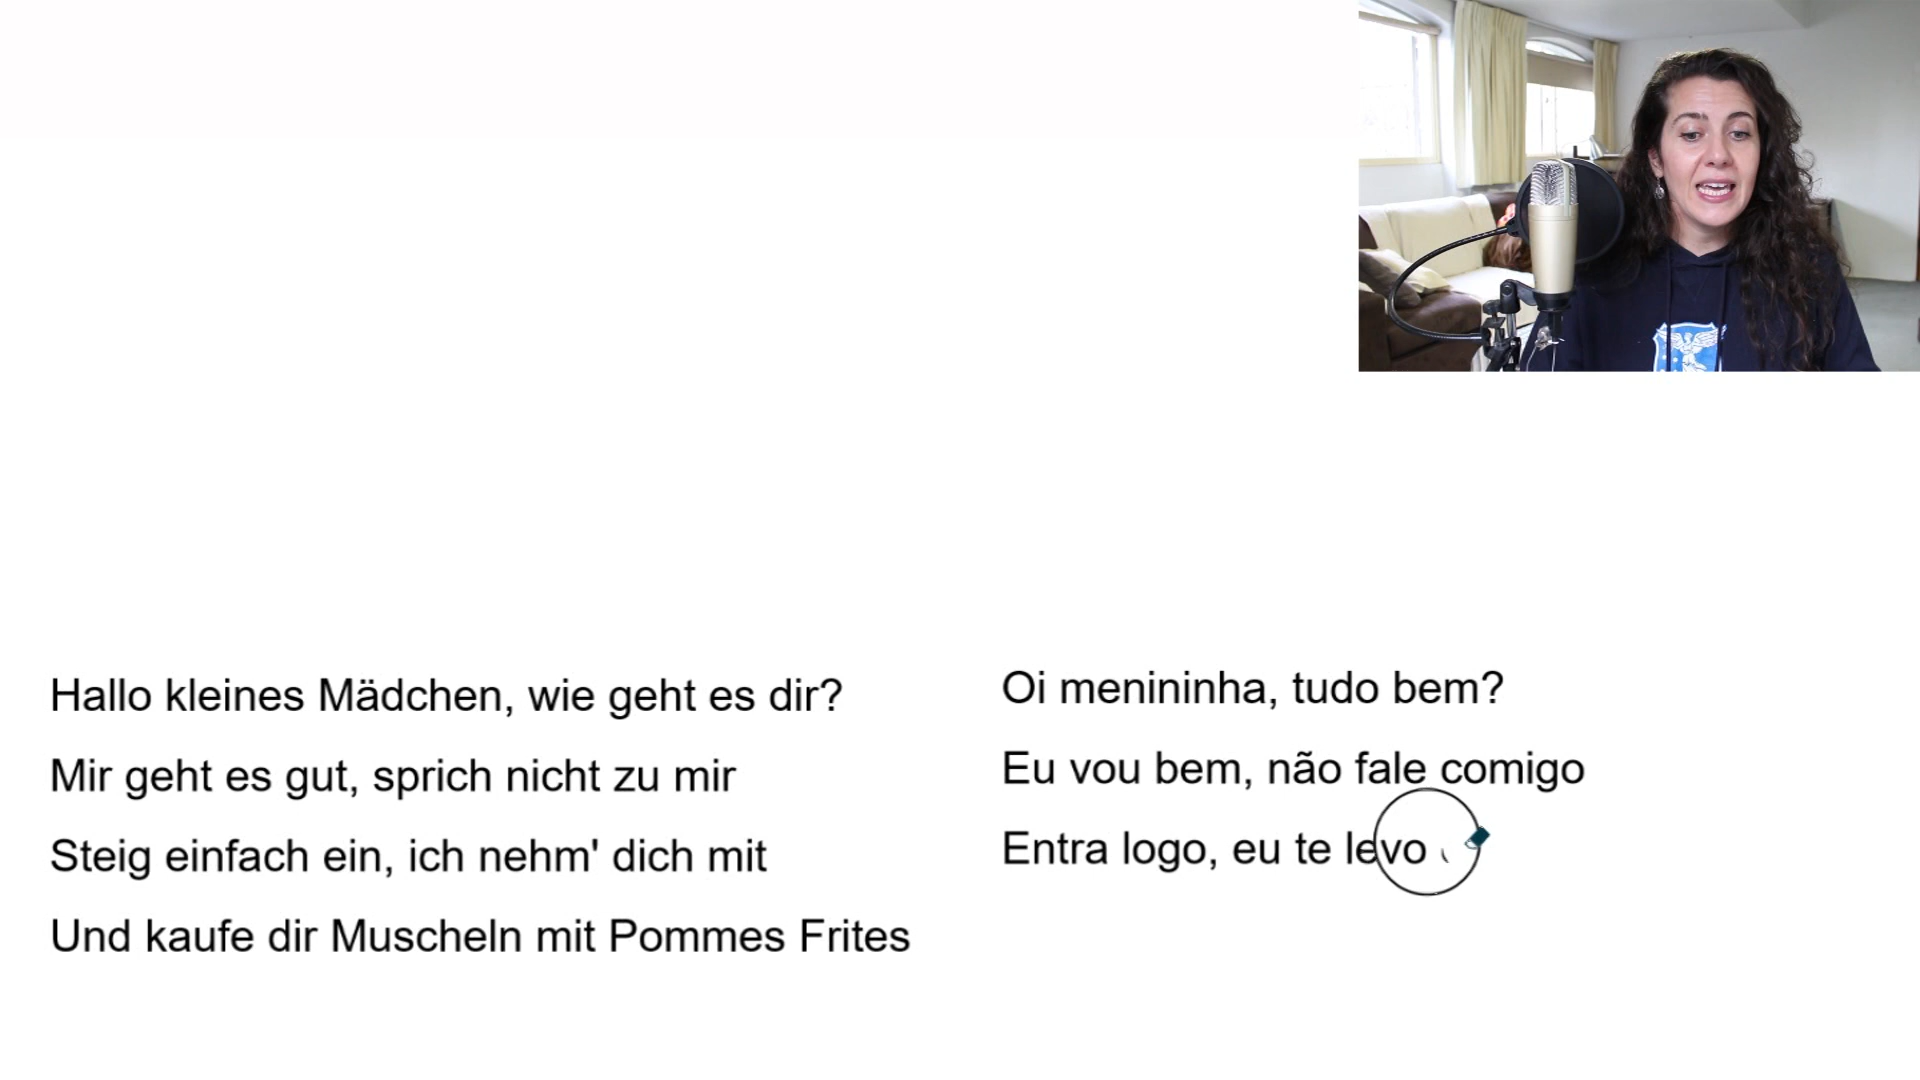 Hallo kleines Mädchen, wie geht es dir?
Mir geht es gut, sprich nicht zu mir
Steig einfach ein, ich nehm' dich mit
Und kaufe dir Muscheln mit Pommes Frites
Oi menininha, tudo bem?
Eu vou bem, não fale comigo
Entra logo, eu te levo